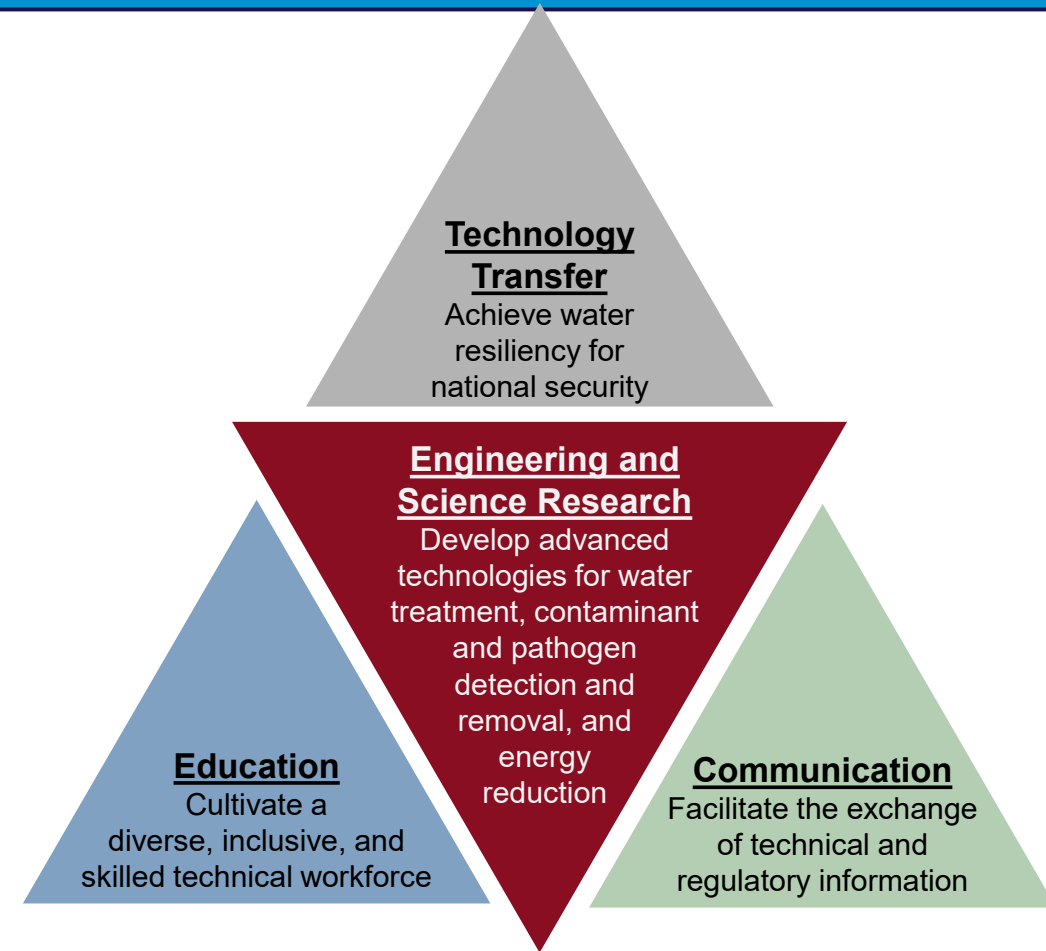 Technology
Transfer
Achieve water
resiliency for
national security
Engineering and
Science Research
Develop advanced
technologies for water
treatment, contaminant
and pathogen
detection and
removal, and
energy
reduction
Education
Cultivate a
diverse, inclusive, and
skilled technical workforce
Communication
Facilitate the exchange
of technical and
regulatory information